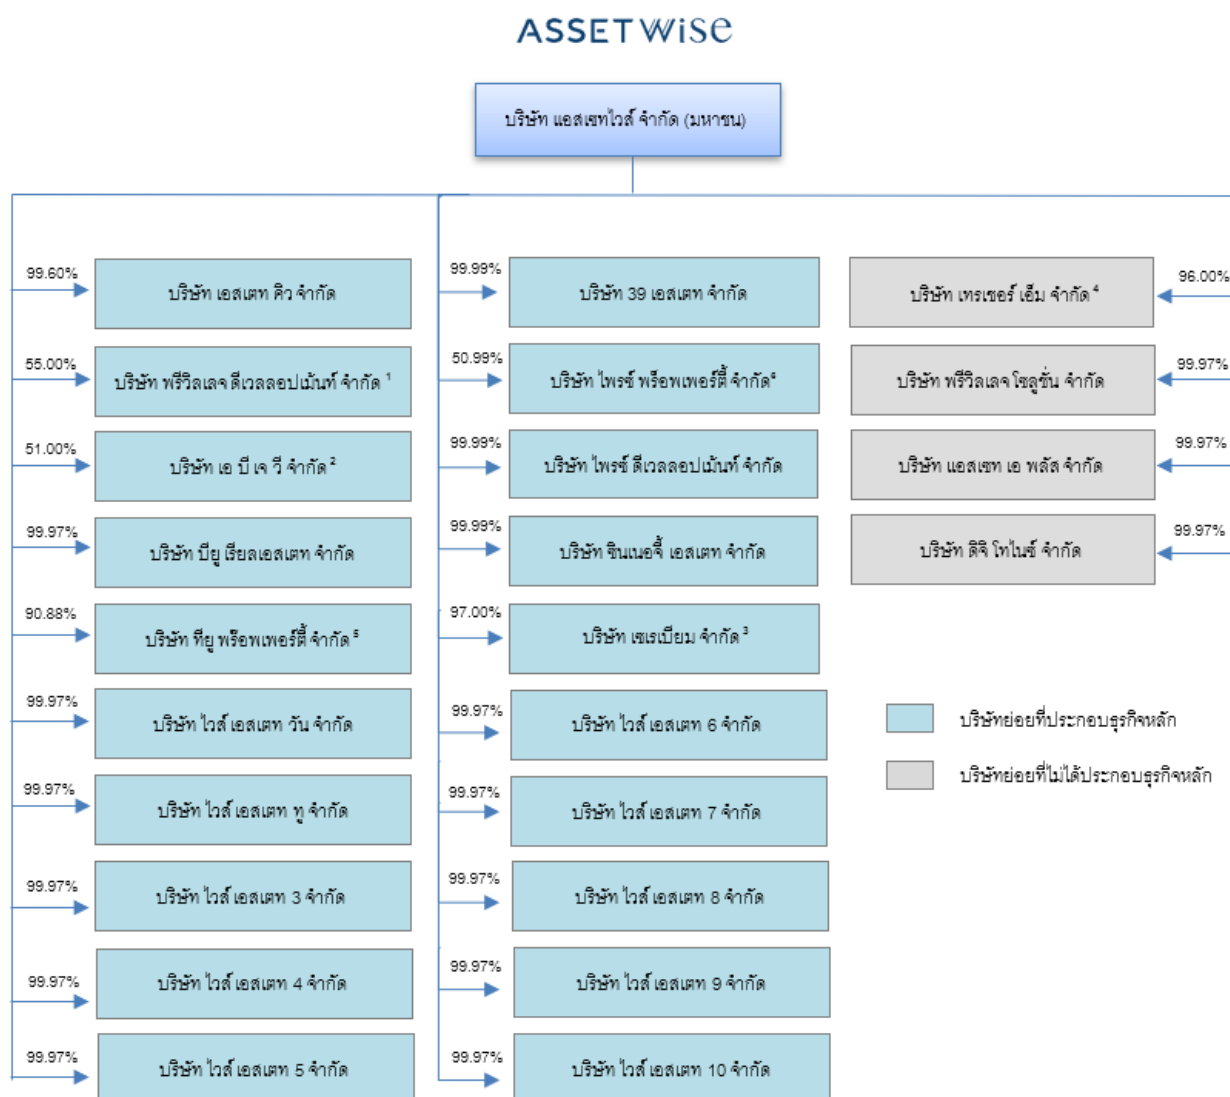 ASSETWiSe
บริษัท แอสเซทไวส์ จำกัด (มหาชน)
99.60%
บริษัท เอสเตท คิว จำกัด
55.00%
บริษัท พรีวิลเลจ ดีเวลลอปเม้นท์ จำกัด ¹
51.00%
บริษัท เอ บี เจ วี จำกัด ²
99.97%
บริษัท บียู เรียลเอสเตท จำกัด
90.88%
บริษัท ทียู พร๊อพเพอร์ตี้ จำกัด ⁵
99.97%
บริษัท ไวส์ เอสเตท วัน จำกัด
99.97%
บริษัท ไวส์ เอสเตท ทู จำกัด
99.97%
บริษัท ไวส์ เอสเตท 3 จำกัด
99.97%
บริษัท ไวส์ เอสเตท 4 จำกัด
99.97%
บริษัท ไวส์ เอสเตท 5 จำกัด
99.99%
บริษัท 39 เอสเตท จำกัด
50.99%
บริษัท ไพรซ์ พร็อพเพอร์ตี้ จำกัด⁶
99.99%
บริษัท ไพรซ์ ดีเวลลอปเม้นท์ จำกัด
99.99%
บริษัท ซินเนอจี้ เอสเตท จำกัด
97.00%
บริษัท เซเรเบียม จำกัด ³
99.97%
บริษัท ไวส์ เอสเตท 6 จำกัด
99.97%
บริษัท ไวส์ เอสเตท 7 จำกัด
99.97%
บริษัท ไวส์ เอสเตท 8 จำกัด
99.97%
บริษัท ไวส์ เอสเตท 9 จำกัด
99.97%
บริษัท ไวส์ เอสเตท 10 จำกัด
บริษัท เทรเชอร์ เอ็ม จำกัด ⁴
96.00%
บริษัท พรีวิลเลจ โซลูชั่น จำกัด
99.97%
บริษัท แอสเซท เอ พลัส จำกัด
99.97%
บริษัท ดิจิ โทไนซ์ จำกัด
99.97%
บริษัทย่อยที่ประกอบธุรกิจหลัก
บริษัทย่อยที่ไม่ได้ประกอบธุรกิจหลัก